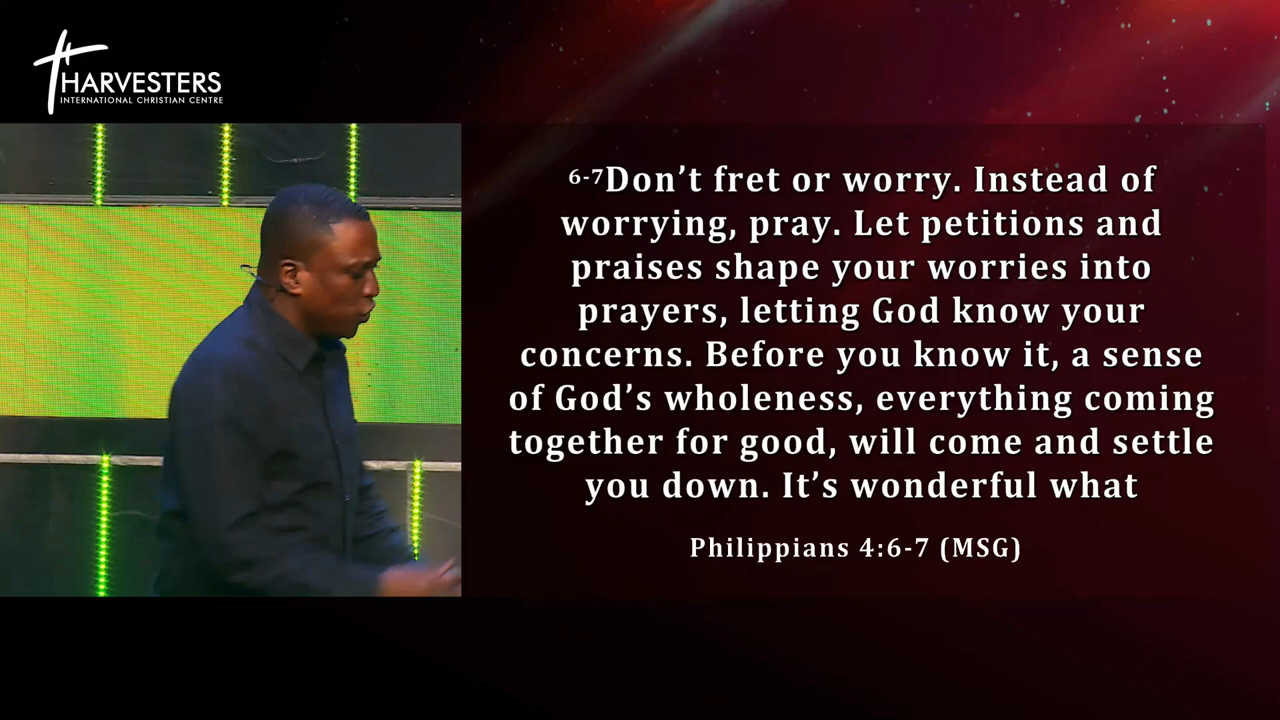 HARVESTERS
INTERNATIONAL CHRISTIAN CENTRE
6-7Don’t fret or worry. Instead of
worrying, pray. Let petitions and
praises shape your worries into
prayers, letting God know your
concerns. Before you know it, a sense
of God’s wholeness, everything coming
together for good, will come and settle
you down. It’s wonderful what
Philippians 4:6-7 (MSG)